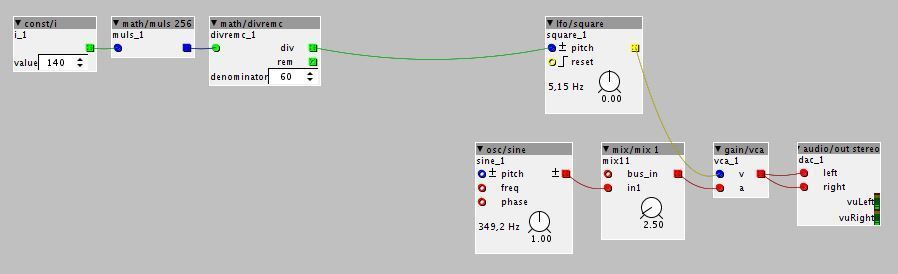 const/i
i_1
value 140
math/muls 256
muls_1
math/divremc
divremc_1
div
rem
denominator 60
lfo/square
square_1
± pitch
reset
5,15 Hz
0.00
osc/sine
sine_1
± pitch ±
freq
phase
349,2 Hz
1.00
mix/mix 1
mix11
bus_in
in1
2.50
gain/vca
vca_1
v
a
audio/out stereo
dac_1
left
right
vuLeft
vuRight